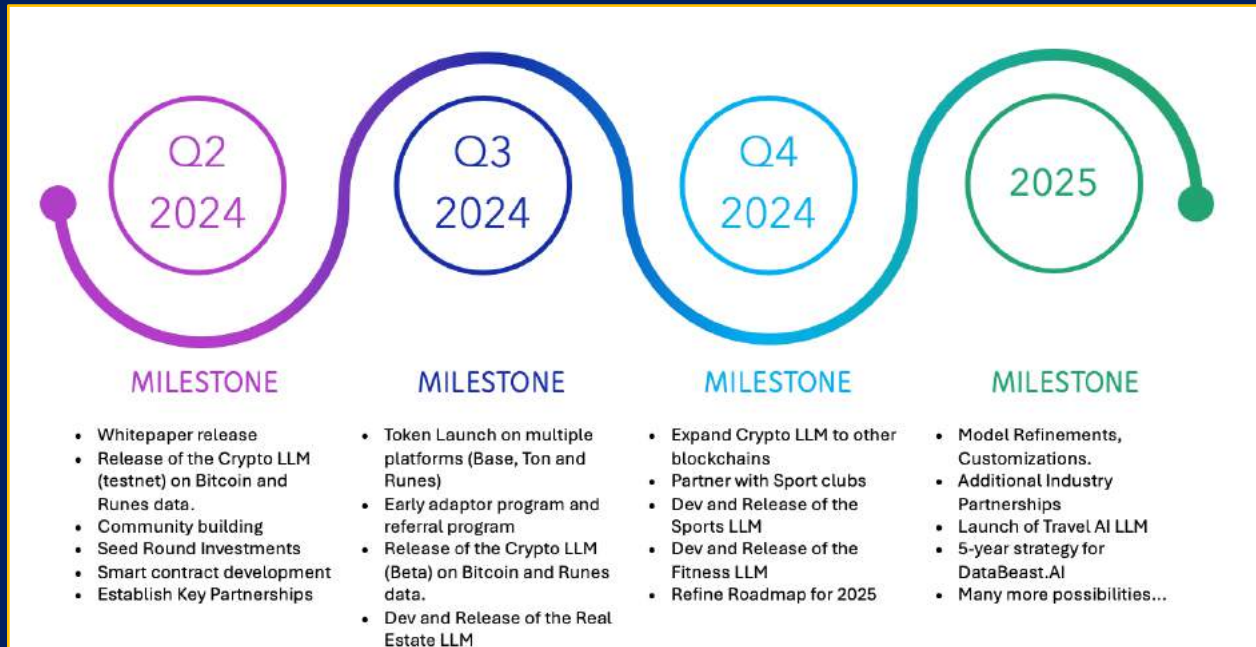 Q2
2024
Q3
2024
Q4
2024
2025
MILESTONE
• Whitepaper release
• Release of the Crypto LLM
(testnet) on Bitcoin and
Runes data.
• Community building
• Seed Round Investments
• Smart contract development
• Establish Key Partnerships
MILESTONE
• Token Launch on multiple
platforms (Base, Ton and
Runes)
• Early adaptor program and
referral program
• Release of the Crypto LLM
(Beta) on Bitcoin and Runes
data.
• Dev and Release of the Real
Estate LLM
MILESTONE
• Expand Crypto LLM to other
blockchains
• Partner with Sport clubs
• Dev and Release of the
Sports LLM
• Dev and Release of the
Fitness LLM
• Refine Roadmap for 2025
MILESTONE
• Model Refinements,
Customizations.
• Additional Industry
Partnerships
• Launch of Travel AI LLM
• 5-year strategy for
DataBeast.AI
• Many more possibilities...